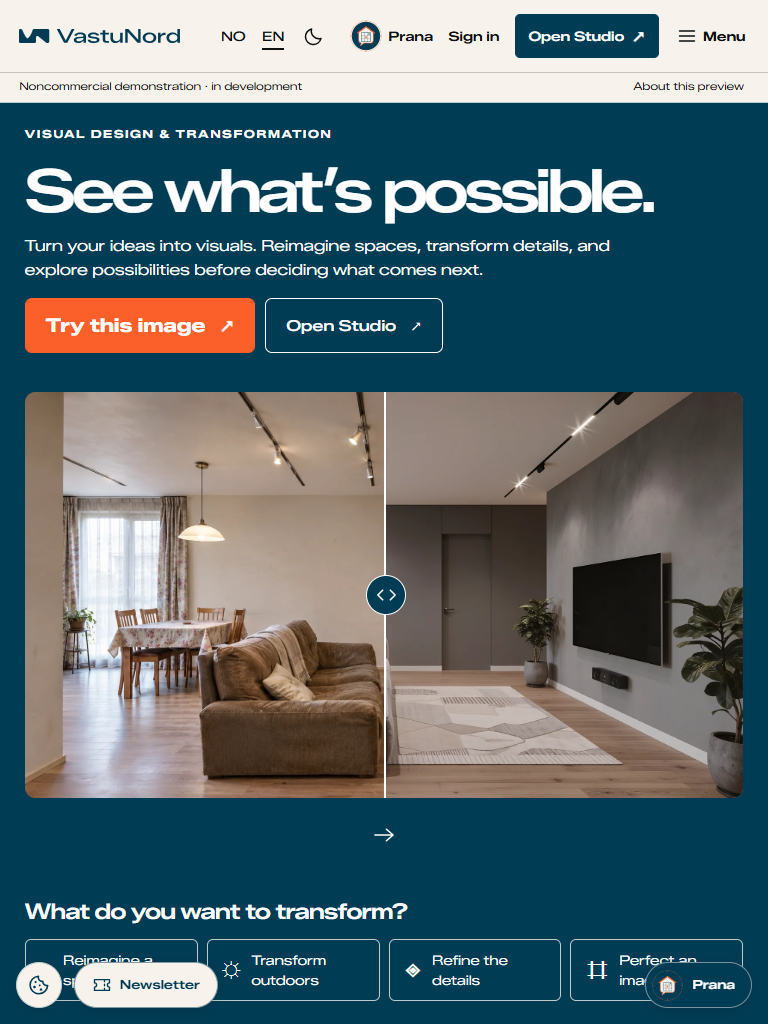 VastuNord
NO EN Prana Sign in Open Studio ↗ Menu
Noncommercial demonstration · in development
About this preview
VISUAL DESIGN & TRANSFORMATION
See what’s possible.
Turn your ideas into visuals. Reimagine spaces, transform details, and
explore possibilities before deciding what comes next.
Try this image ↗
Open Studio ↗
What do you want to transform?
Reimagine a
Transform
outdoors
Refine the
details
Perfect an
Newsletter
Prana